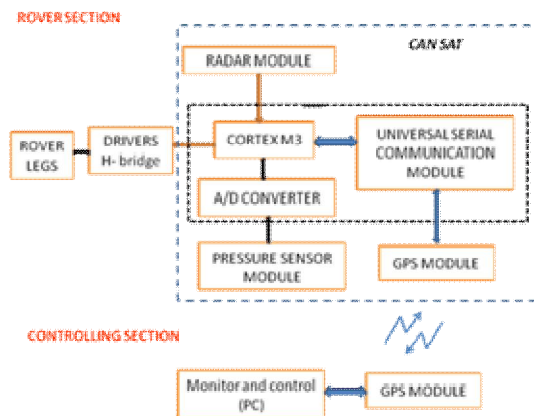 ROVER SECTION
CAN SAT
RADAR MODULE
ROVER
LEGS
DRIVERS
H- bridge
CORTEX M3
UNIVERSAL SERIAL
COMMUNICATION
MODULE
A/D CONVERTER
PRESSURE SENSOR
MODULE
GPS MODULE
CONTROLLING SECTION
Monitor and control
(PC)
GPS MODULE